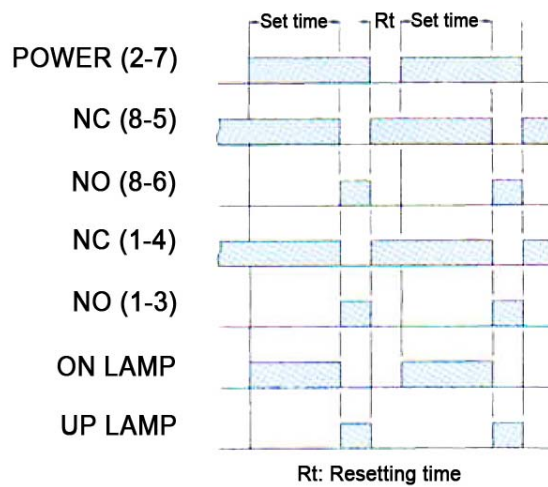 Set time Rt Set time
POWER (2-7)
NC (8-5)
NO (8-6)
NC (1-4)
NO (1-3)
ON LAMP
UP LAMP
Rt: Resetting time